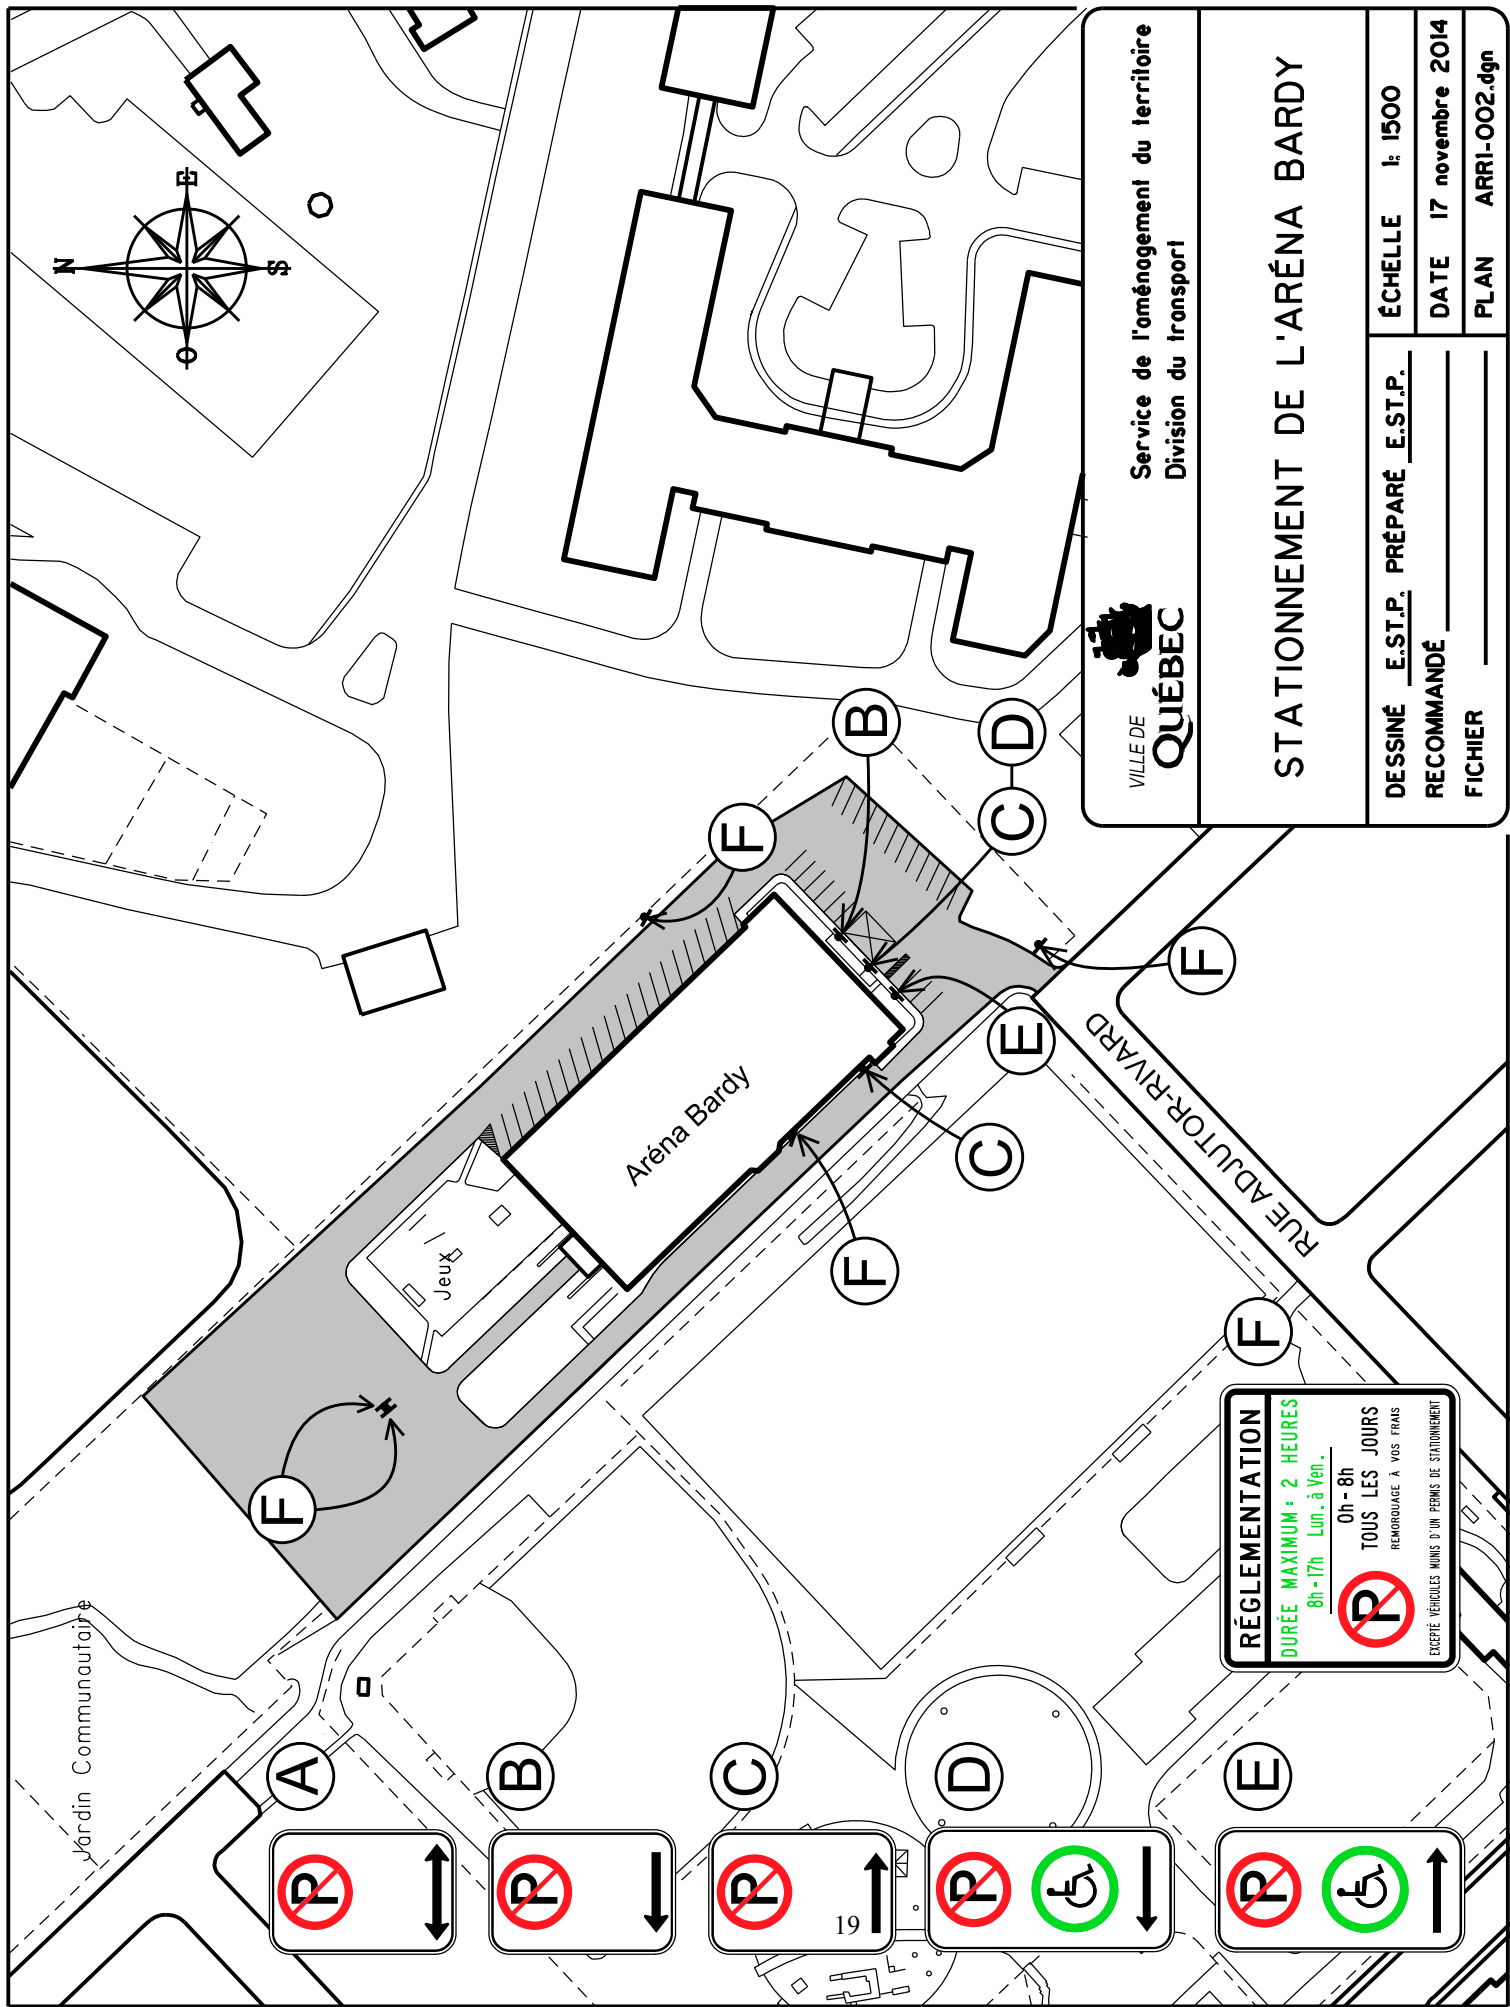 N
E
S
O
Service de l'aménagement du territoire
Division du transport
VILLE DE
QUÉBEC
STATIONNEMENT DE L'ARÉNA BARDY
DESSINÉ E.ST.P. PRÉPARÉ E.ST.P.
RECOMMANDÉ
FICHIER
ÉCHELLE 1: 1500
DATE 17 novembre 2014
PLAN ARR1-002.dgn
B
D
C
F
F
E
C
F
F
Aréna Bardy
Jeux
RUE ADJUTOR-RIVARD
Jardin Communautaire
A
P
B
P
C
P
19
D
P
E
P
F
RÉGLEMENTATION
DURÉE MAXIMUM: 2 HEURES
8h-17h Lun. à Ven.
0h-8h
P TOUS LES JOURS
REMORQUAGE À VOS FRAIS
EXCEPTÉ VÉHICULES MUNIS D'UN PERMIS DE STATIONNEMENT